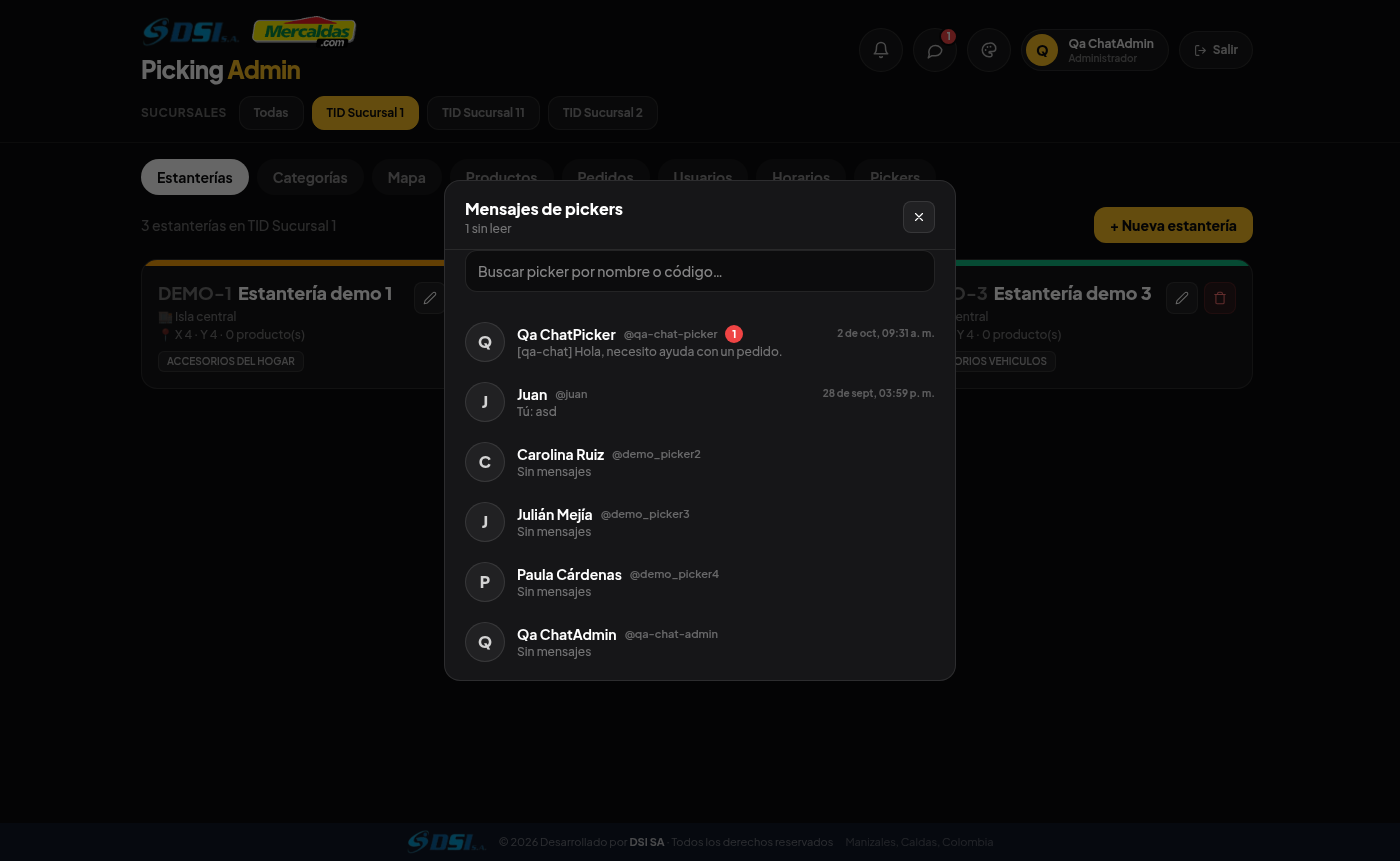 DSI S.A.
Mercaldas
.com
Picking Admin
1
Q
Qa ChatAdmin
Administrador
Salir
SUCURSALES
Todas
TID Sucursal 1
TID Sucursal 11
TID Sucursal 2
Estanterías
Categorías
Mapa
Productos
Pedidos
Usuarios
Horarios
Pickers
3 estanterías en TID Sucursal 1
+ Nueva estantería
DEMO-1 Estantería demo 1
Isla central
X 4 · Y 4 · 0 producto(s)
ACCESORIOS DEL HOGAR
O-3 Estantería demo 3
central
Y 4 · 0 producto(s)
ORIOS VEHICULOS
Mensajes de pickers
1 sin leer
Buscar picker por nombre o código…
Q
Qa ChatPicker @qa-chat-picker 1
2 de oct, 09:31 a. m.
[qa-chat] Hola, necesito ayuda con un pedido.
J
Juan @juan
28 de sept, 03:59 p. m.
Tú: asd
C
Carolina Ruiz @demo_picker2
Sin mensajes
J
Julián Mejía @demo_picker3
Sin mensajes
P
Paula Cárdenas @demo_picker4
Sin mensajes
Q
Qa ChatAdmin @qa-chat-admin
Sin mensajes
DSI S.A.
© 2026 Desarrollado por DSI SA · Todos los derechos reservados
Manizales, Caldas, Colombia